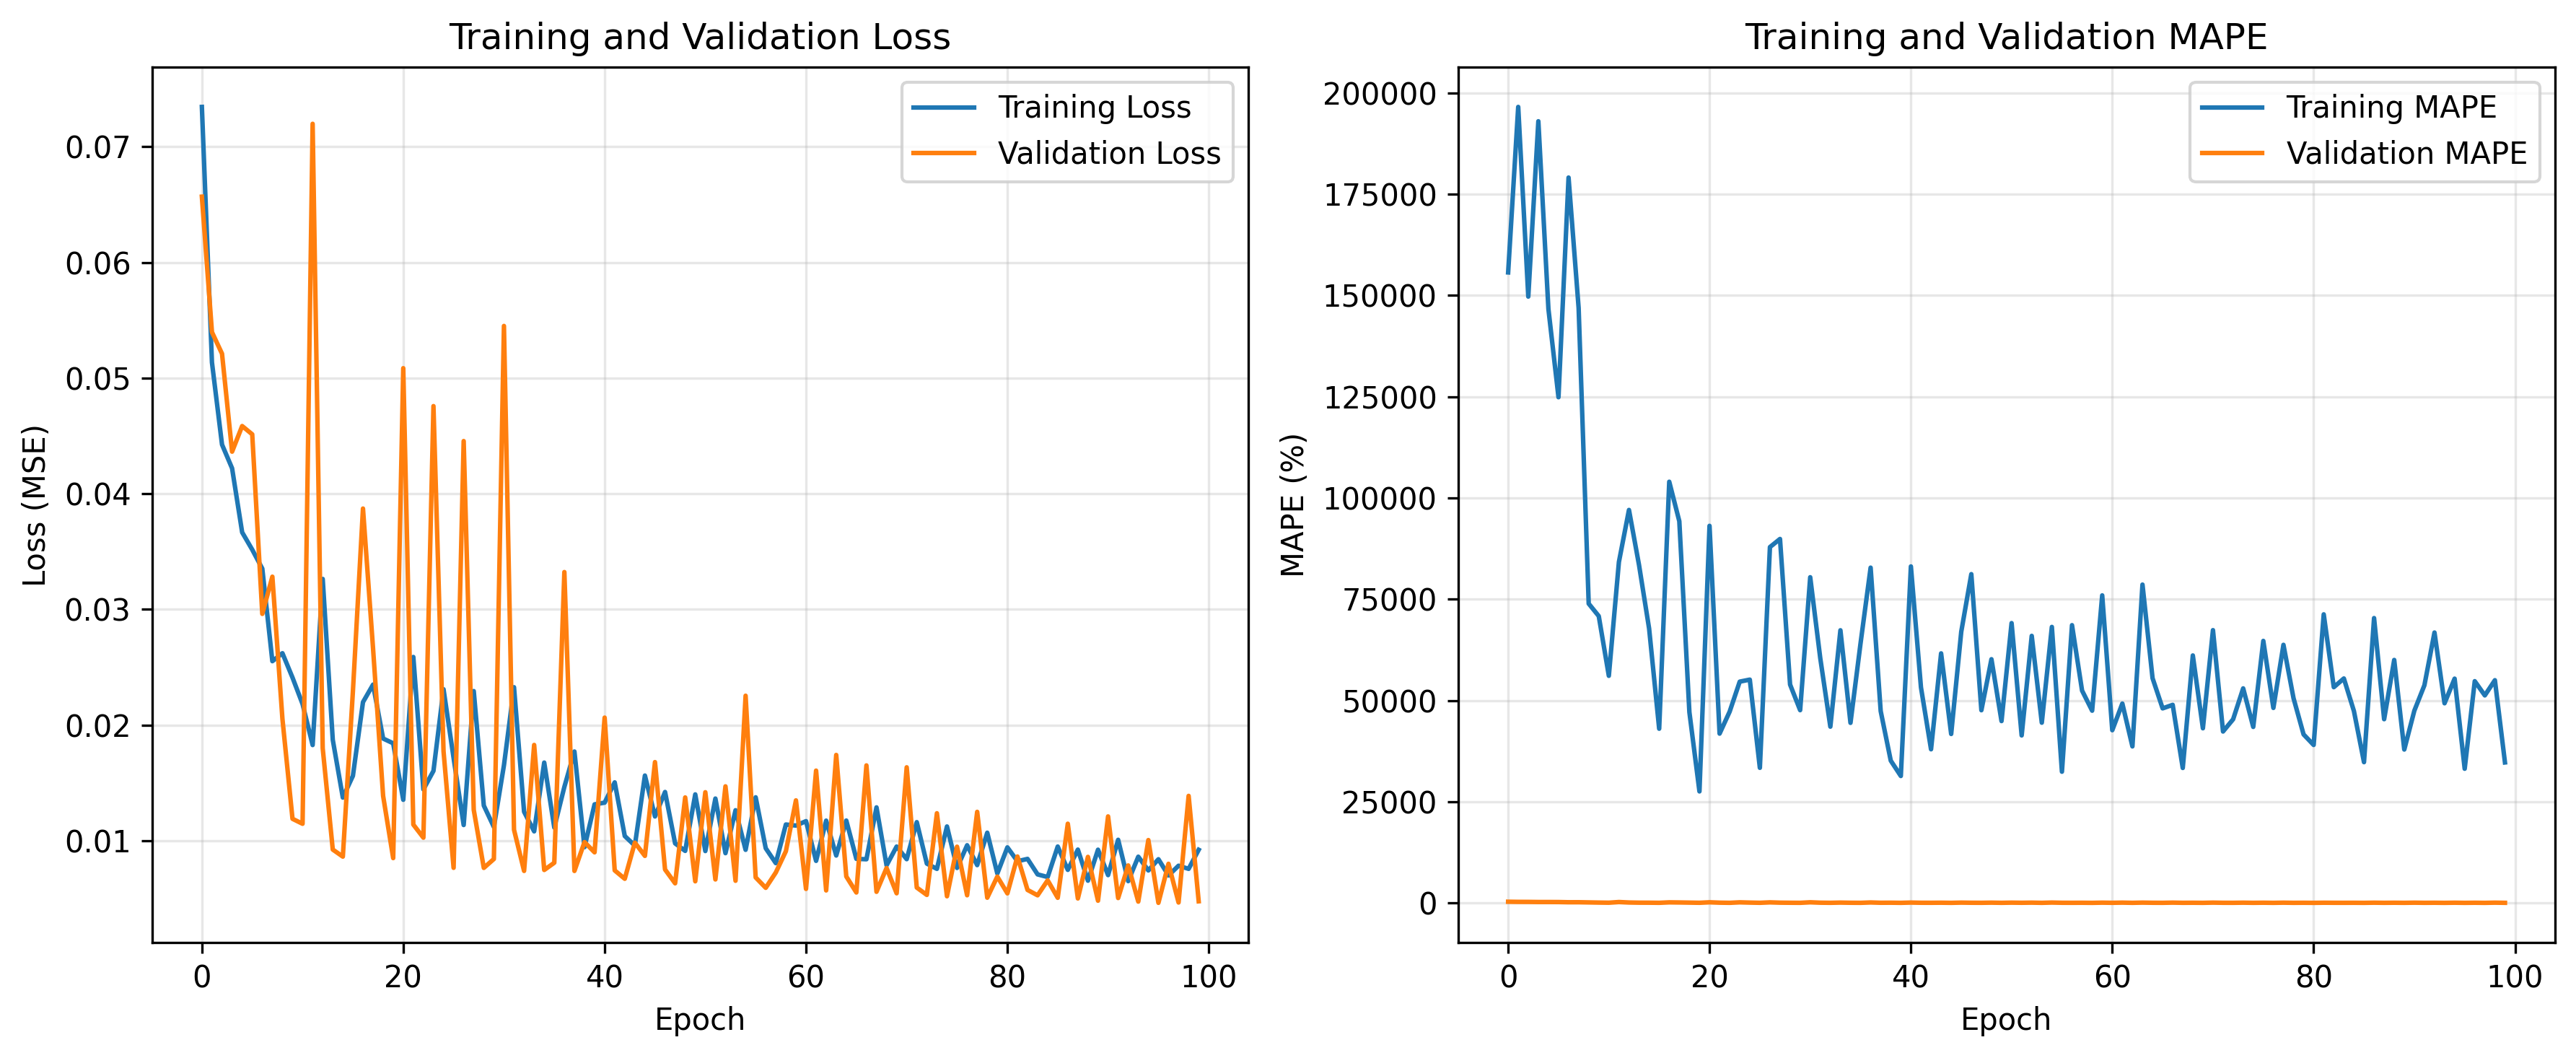 Training and Validation Loss
Training Loss
Validation Loss
Loss (MSE)
0.07
0.06
0.05
0.04
0.03
0.02
0.01
0 20 40 60 80 100
Epoch
Training and Validation MAPE
Training MAPE
Validation MAPE
MAPE (%)
200000
175000
150000
125000
100000
75000
50000
25000
0
0 20 40 60 80 100
Epoch